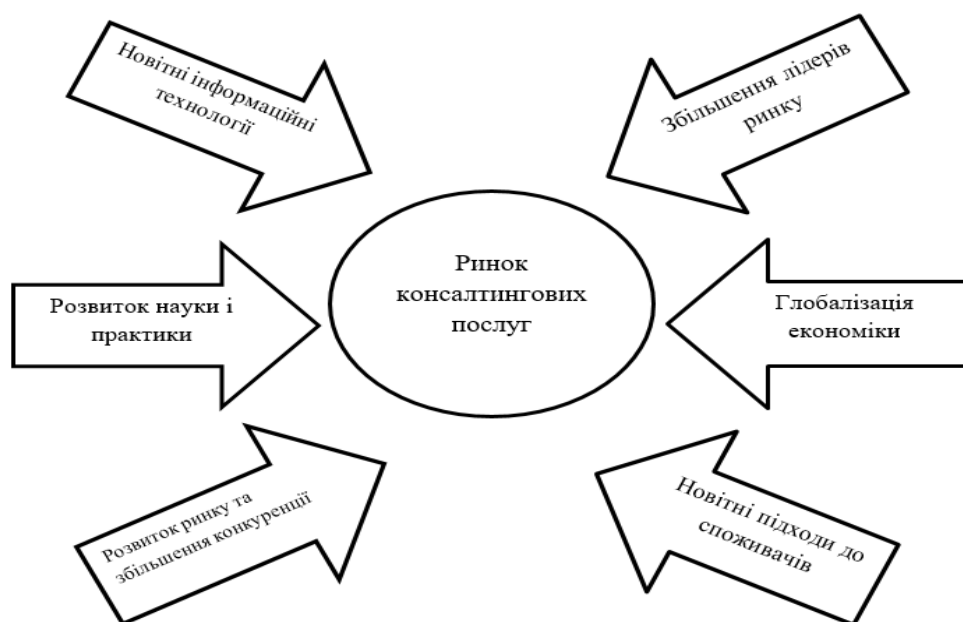 Новітні інформаційні
технології
Збільшення лідерів
ринку
Ринок
консалтингових
послуг
Розвиток науки і
практики
Глобалізація
економіки
Розвиток ринку та
збільшення конкуренції
Новітні підходи до
споживачів